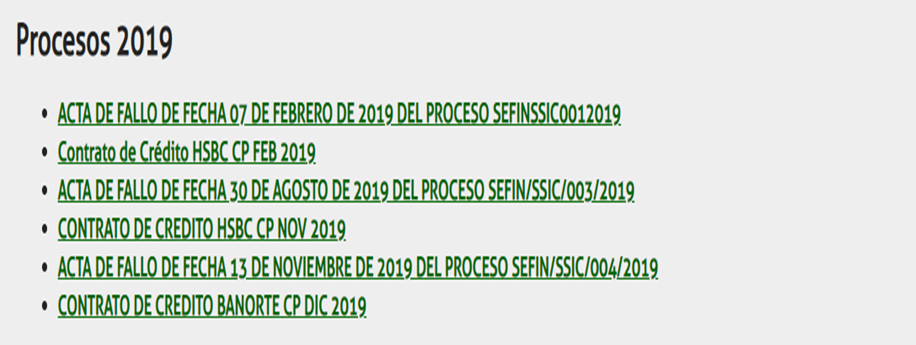 Procesos 2019
• ACTA DE FALLO DE FECHA 07 DE FEBRERO DE 2019 DEL PROCESO SEFINSSIC0012019
• Contrato de Crédito HSBC CP FEB 2019
• ACTA DE FALLO DE FECHA 30 DE AGOSTO DE 2019 DEL PROCESO SEFIN/SSIC/003/2019
• CONTRATO DE CREDITO HSBC CP NOV 2019
• ACTA DE FALLO DE FECHA 13 DE NOVIEMBRE DE 2019 DEL PROCESO SEFIN/SSIC/004/2019
• CONTRATO DE CREDITO BANORTE CP DIC 2019